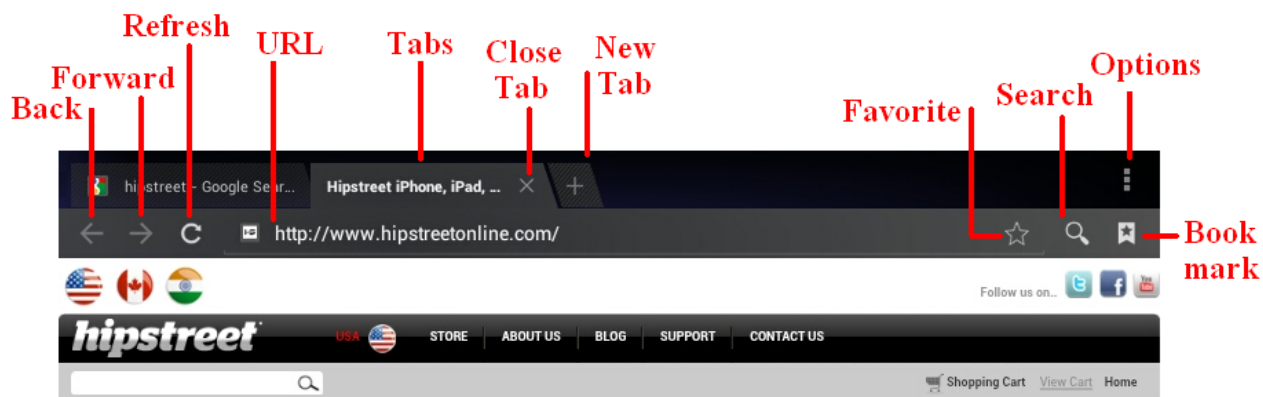 Refresh
URL
Tabs
Close
Tab
New
Tab
Options
Forward
Search
Back
Favorite
hipstreet - Google Sear...
Hipstreet iPhone, iPad, ...
http://www.hipstreetonline.com/
Book
mark
Follow us on..
hipstreet
USA
STORE
ABOUT US
BLOG
SUPPORT
CONTACT US
Shopping Cart
View Cart
Home